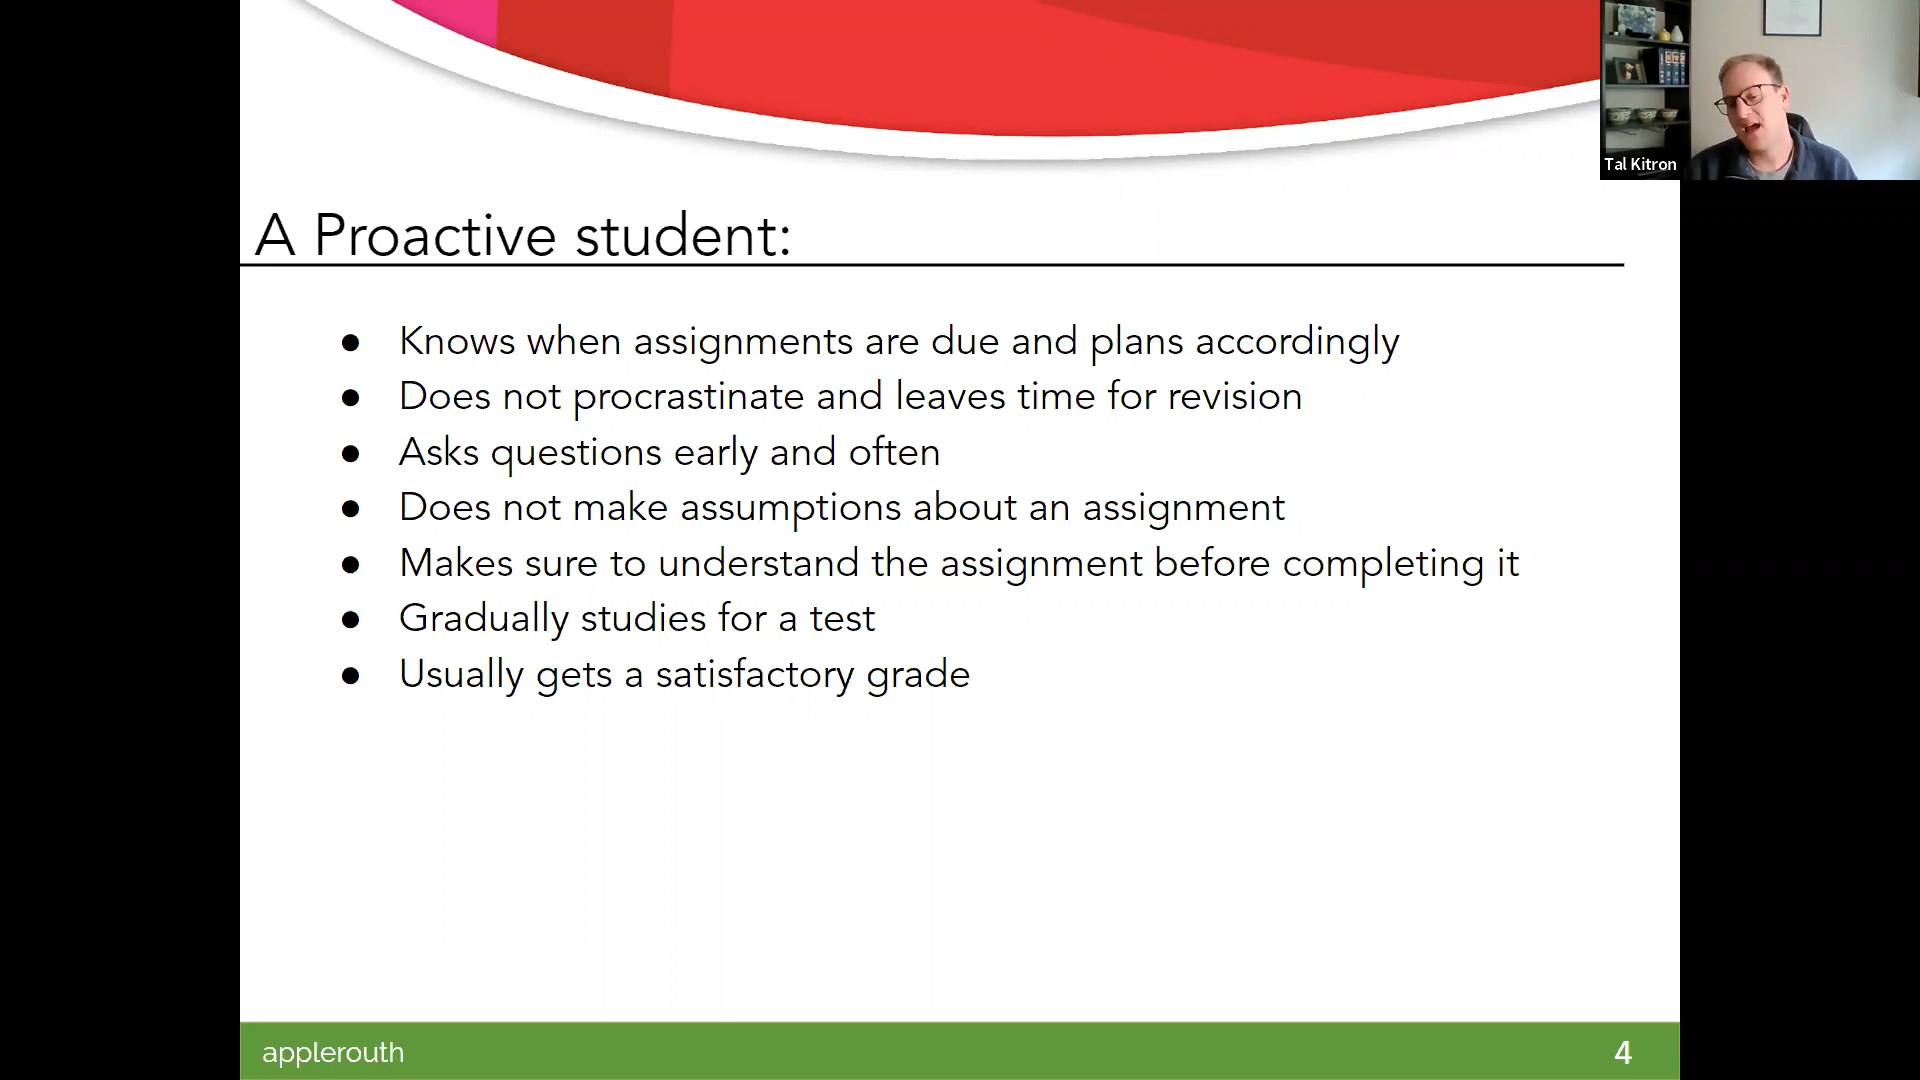 Tal Kitron
A Proactive student:
● Knows when assignments are due and plans accordingly
● Does not procrastinate and leaves time for revision
● Asks questions early and often
● Does not make assumptions about an assignment
● Makes sure to understand the assignment before completing it
● Gradually studies for a test
● Usually gets a satisfactory grade
applerouth
4